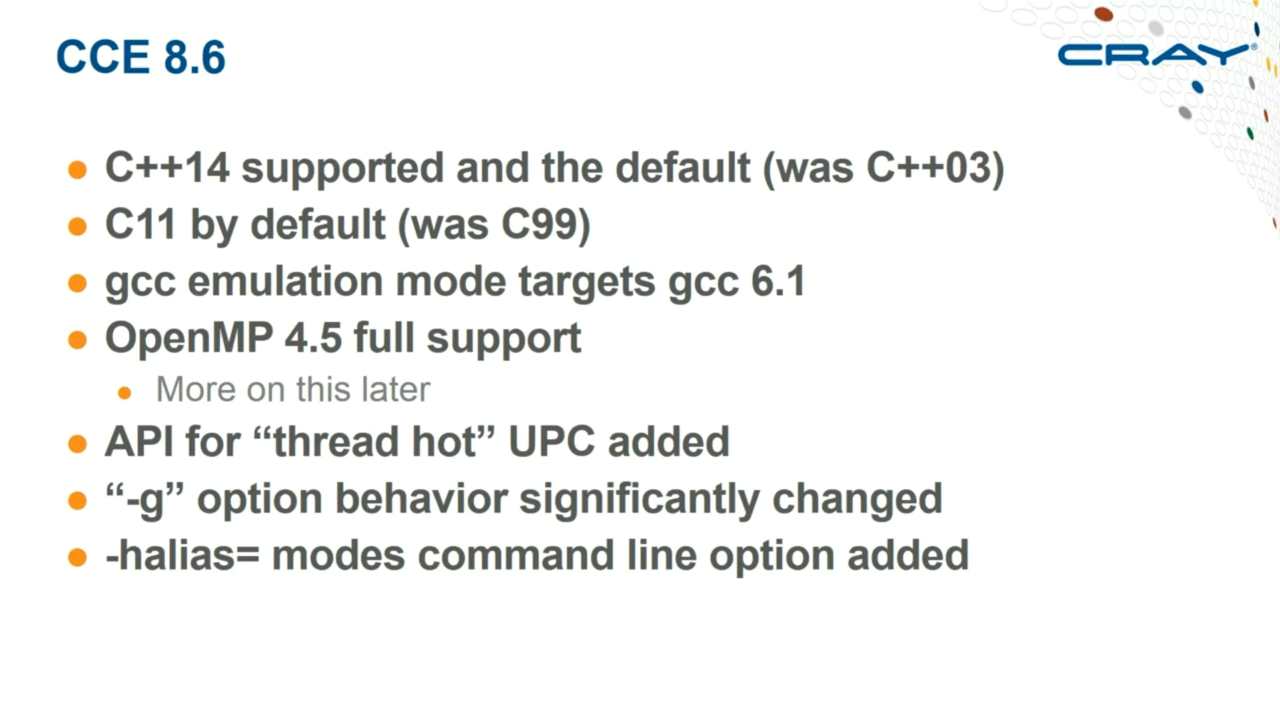 CCE 8.6
CRAY®
C++14 supported and the default (was C++03)
C11 by default (was C99)
gcc emulation mode targets gcc 6.1
OpenMP 4.5 full support
More on this later
API for “thread hot” UPC added
“-g” option behavior significantly changed
-halias= modes command line option added